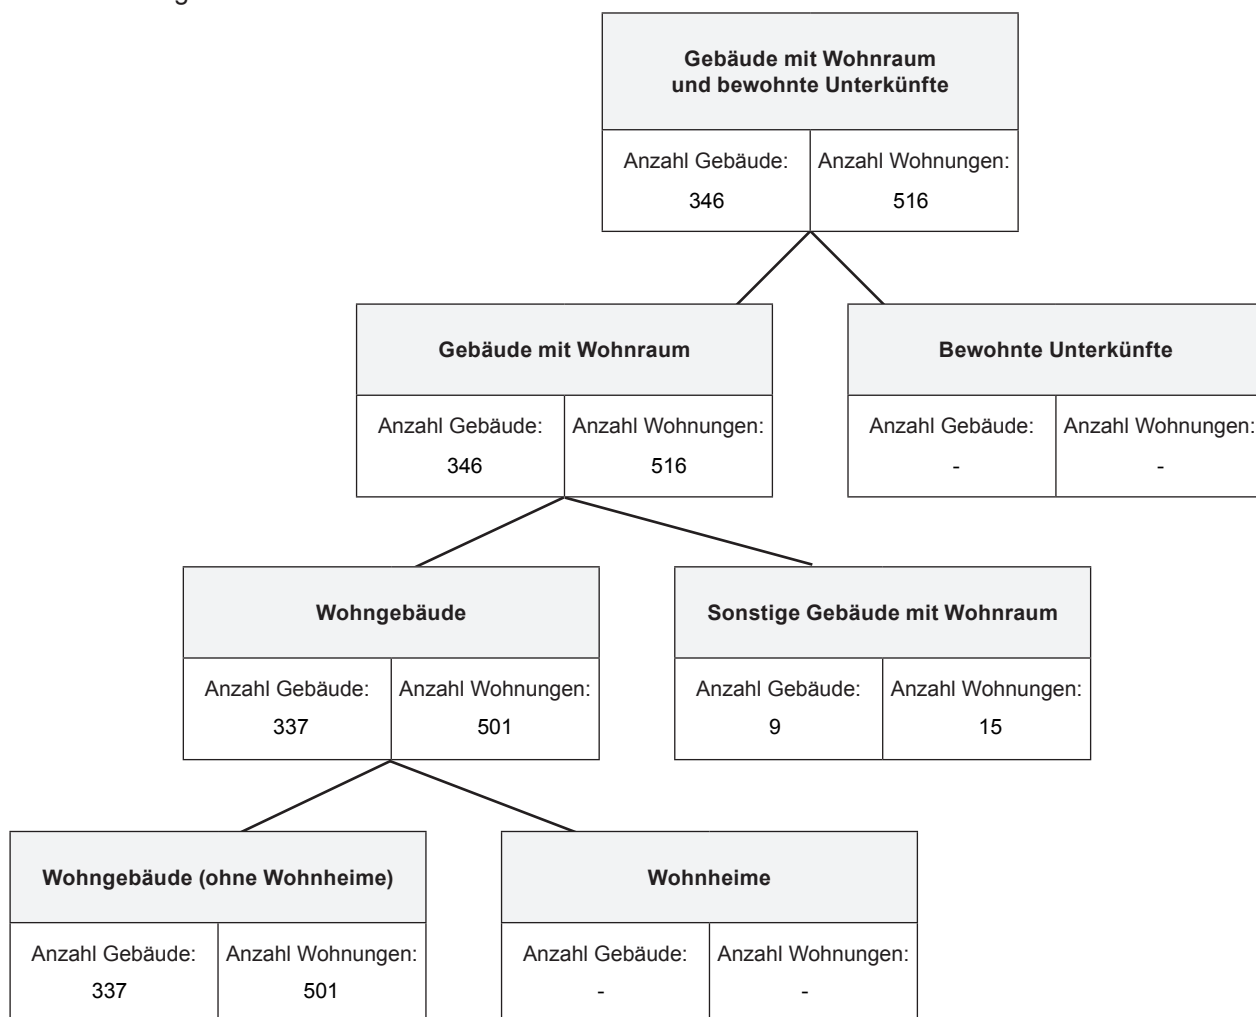 Gebäude mit Wohnraum
und bewohnte Unterkünfte
Anzahl Gebäude: Anzahl Wohnungen:
346 516
Gebäude mit Wohnraum
Anzahl Gebäude: Anzahl Wohnungen:
346 516
Bewohnte Unterkünfte
Anzahl Gebäude: Anzahl Wohnungen:
- -
Wohngebäude
Anzahl Gebäude: Anzahl Wohnungen:
337 501
Sonstige Gebäude mit Wohnraum
Anzahl Gebäude: Anzahl Wohnungen:
9 15
Wohngebäude (ohne Wohnheime)
Anzahl Gebäude: Anzahl Wohnungen:
337 501
Wohnheime
Anzahl Gebäude: Anzahl Wohnungen:
- -